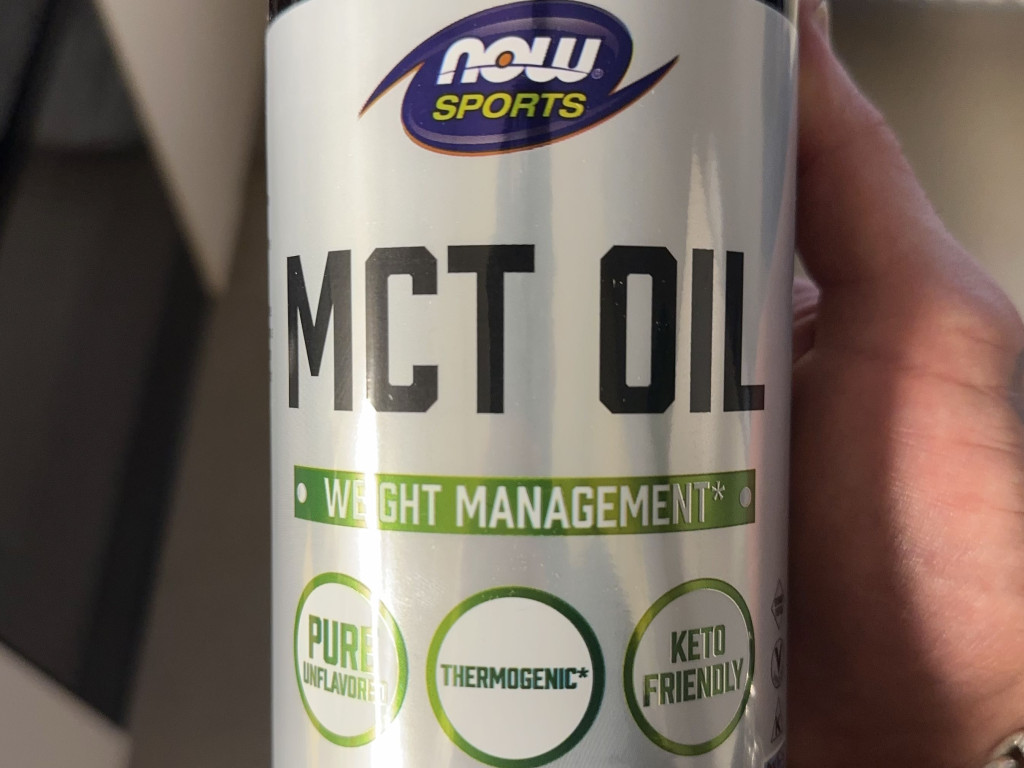 NOW®
SPORTS
MCT OIL
• WEIGHT MANAGEMENT* •
PURE
UNFLAVORED
THERMOGENIC*
KETO
FRIENDLY